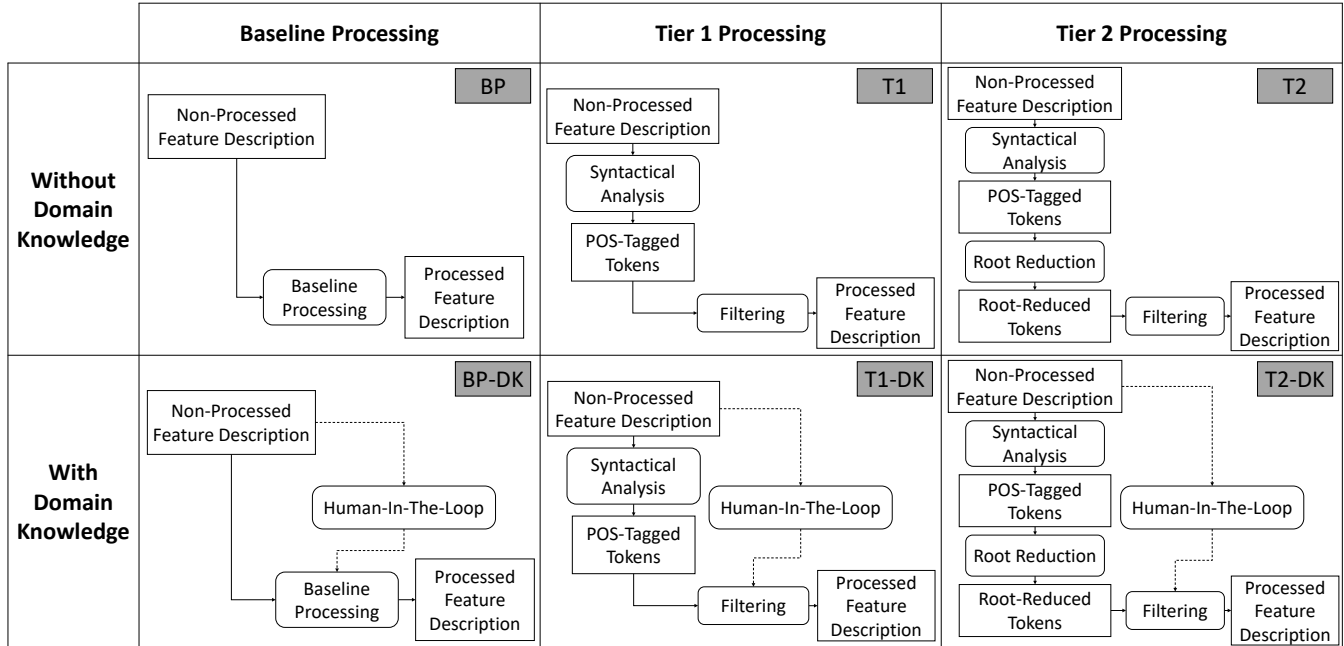 Baseline Processing
Tier 1 Processing
Tier 2 Processing
Without
Domain
Knowledge
BP
Non-Processed
Feature Description
Baseline
Processing
Processed
Feature
Description
T1
Non-Processed
Feature Description
Syntactical
Analysis
POS-Tagged
Tokens
Filtering
Processed
Feature
Description
T2
Non-Processed
Feature Description
Syntactical
Analysis
POS-Tagged
Tokens
Root Reduction
Root-Reduced
Tokens
Filtering
Processed
Feature
Description
With
Domain
Knowledge
BP-DK
Non-Processed
Feature Description
Human-In-The-Loop
Baseline
Processing
Processed
Feature
Description
T1-DK
Non-Processed
Feature Description
Syntactical
Analysis
Human-In-The-Loop
POS-Tagged
Tokens
Filtering
Processed
Feature
Description
T2-DK
Non-Processed
Feature Description
Syntactical
Analysis
POS-Tagged
Tokens
Human-In-The-Loop
Root Reduction
Root-Reduced
Tokens
Filtering
Processed
Feature
Description